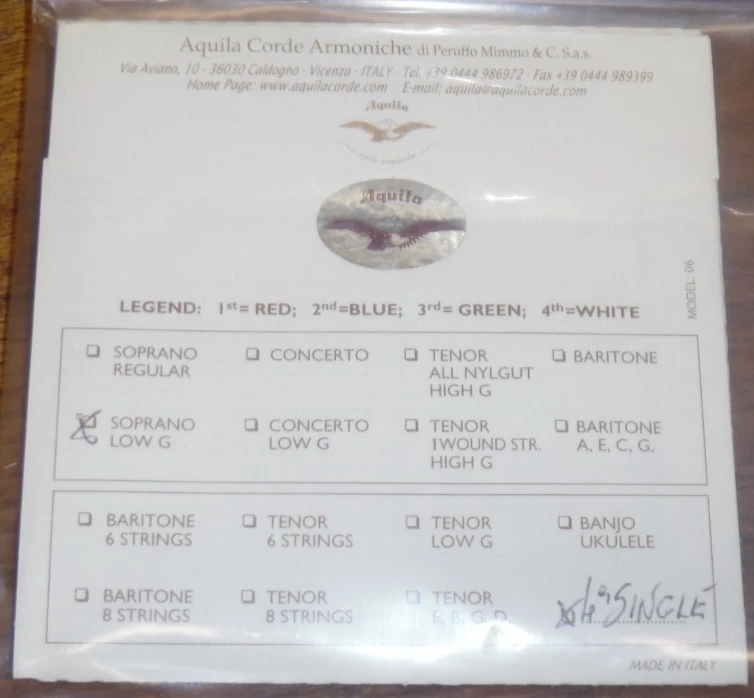 Aquila Corde Armoniche di Peruffo Mimmo & C. S.a.s.
Via Aviano, 10 - 36030 Caldogno - Vicenza - ITALY - Tel. +39 0444 986972 - Fax +39 0444 989399
Home Page: www.aquilacorde.com E-mail: aquila@aquilacorde.com
Aquila
corde armoniche
Aquila
MODEL: 06
LEGEND: 1st= RED; 2nd=BLUE; 3rd= GREEN; 4th=WHITE
SOPRANO REGULAR
CONCERTO
TENOR ALL NYLGUT HIGH G
BARITONE
SOPRANO LOW G
CONCERTO LOW G
TENOR 1WOUND STR. HIGH G
BARITONE A, E, C, G,
BARITONE 6 STRINGS
TENOR 6 STRINGS
TENOR LOW G
BANJO UKULELE
BARITONE 8 STRINGS
TENOR 8 STRINGS
TENOR E, B, G, D,
SINGLE
MADE IN ITALY